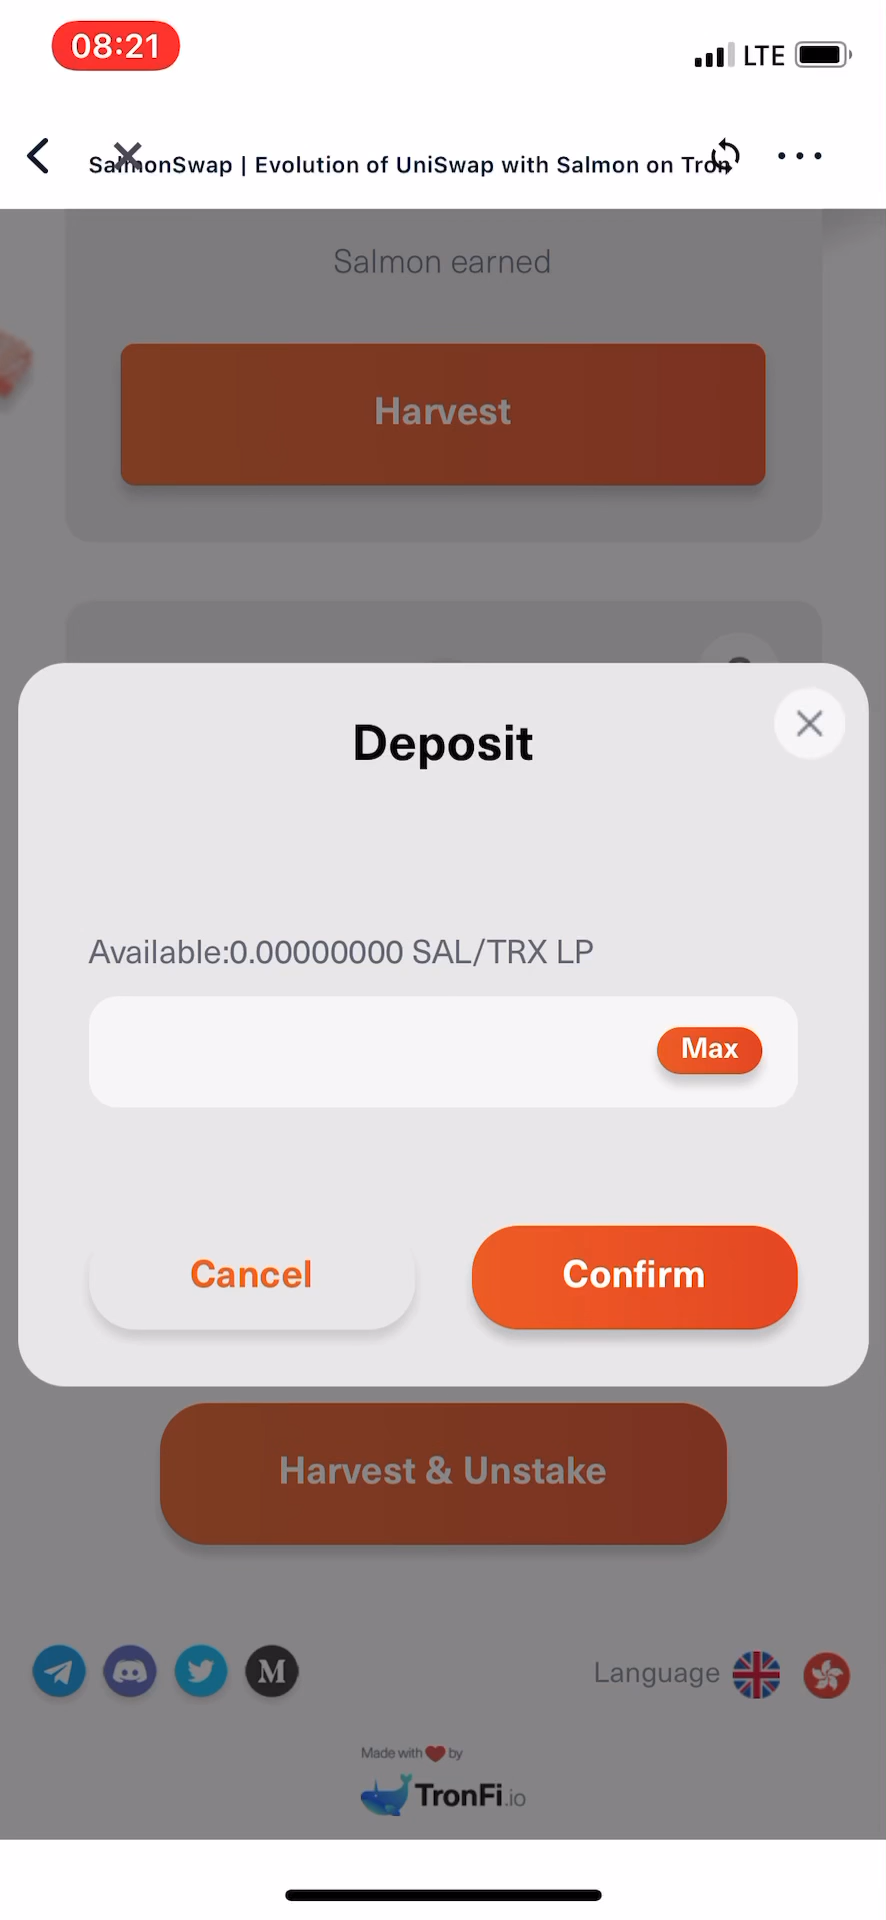 08:21
LTE
SalmonSwap | Evolution of UniSwap with Salmon on Tron
Salmon earned
Harvest
Deposit
Available:0.00000000 SAL/TRX LP
Max
Cancel
Confirm
Harvest & Unstake
M
Language
Made with by
TronFi.io